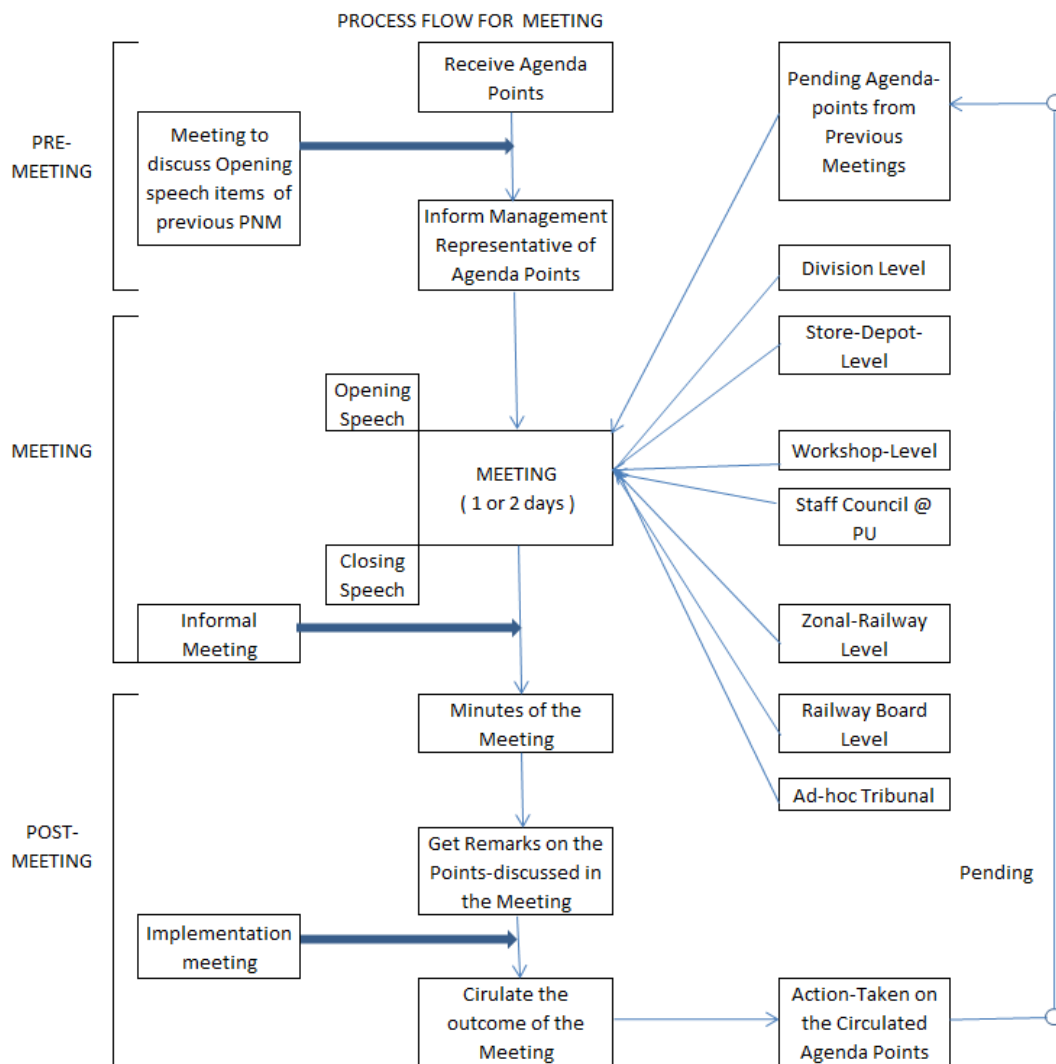 PROCESS FLOW FOR  MEETING
Receive Agenda
Points
Pending Agenda-
points from
Previous
Meetings
PRE-
MEETING
Meeting to
discuss Opening
speech items  of
previous PNM
Inform Management
Representative of
Agenda Points
Division Level
Store-Depot-
Level
Opening
Speech
MEETING
MEETING
( 1 or 2 days )
Workshop-Level
Staff Council @
PU
Closing
Speech
Informal
Meeting
Zonal-Railway
Level
Minutes of the
Meeting
Railway Board
Level
Ad-hoc Tribunal
POST-
MEETING
Get Remarks on the
Points-discussed in
the Meeting
Pending
Implementation
meeting
Cirulate the
outcome of the
Meeting
Action-Taken on
the Circulated
Agenda Points